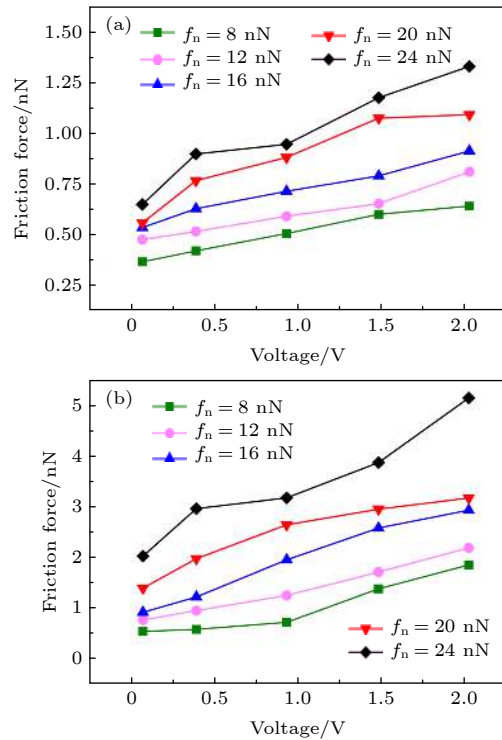 (a)
fn = 8 nN
fn = 12 nN
fn = 16 nN
fn = 20 nN
fn = 24 nN
Friction force/nN
1.50
1.25
1.00
0.75
0.50
0.25
0 0.5 1.0 1.5 2.0
Voltage/V
(b)
fn = 8 nN
fn = 12 nN
fn = 16 nN
Friction force/nN
5
4
3
2
1
0
fn = 20 nN
fn = 24 nN
0 0.5 1.0 1.5 2.0
Voltage/V